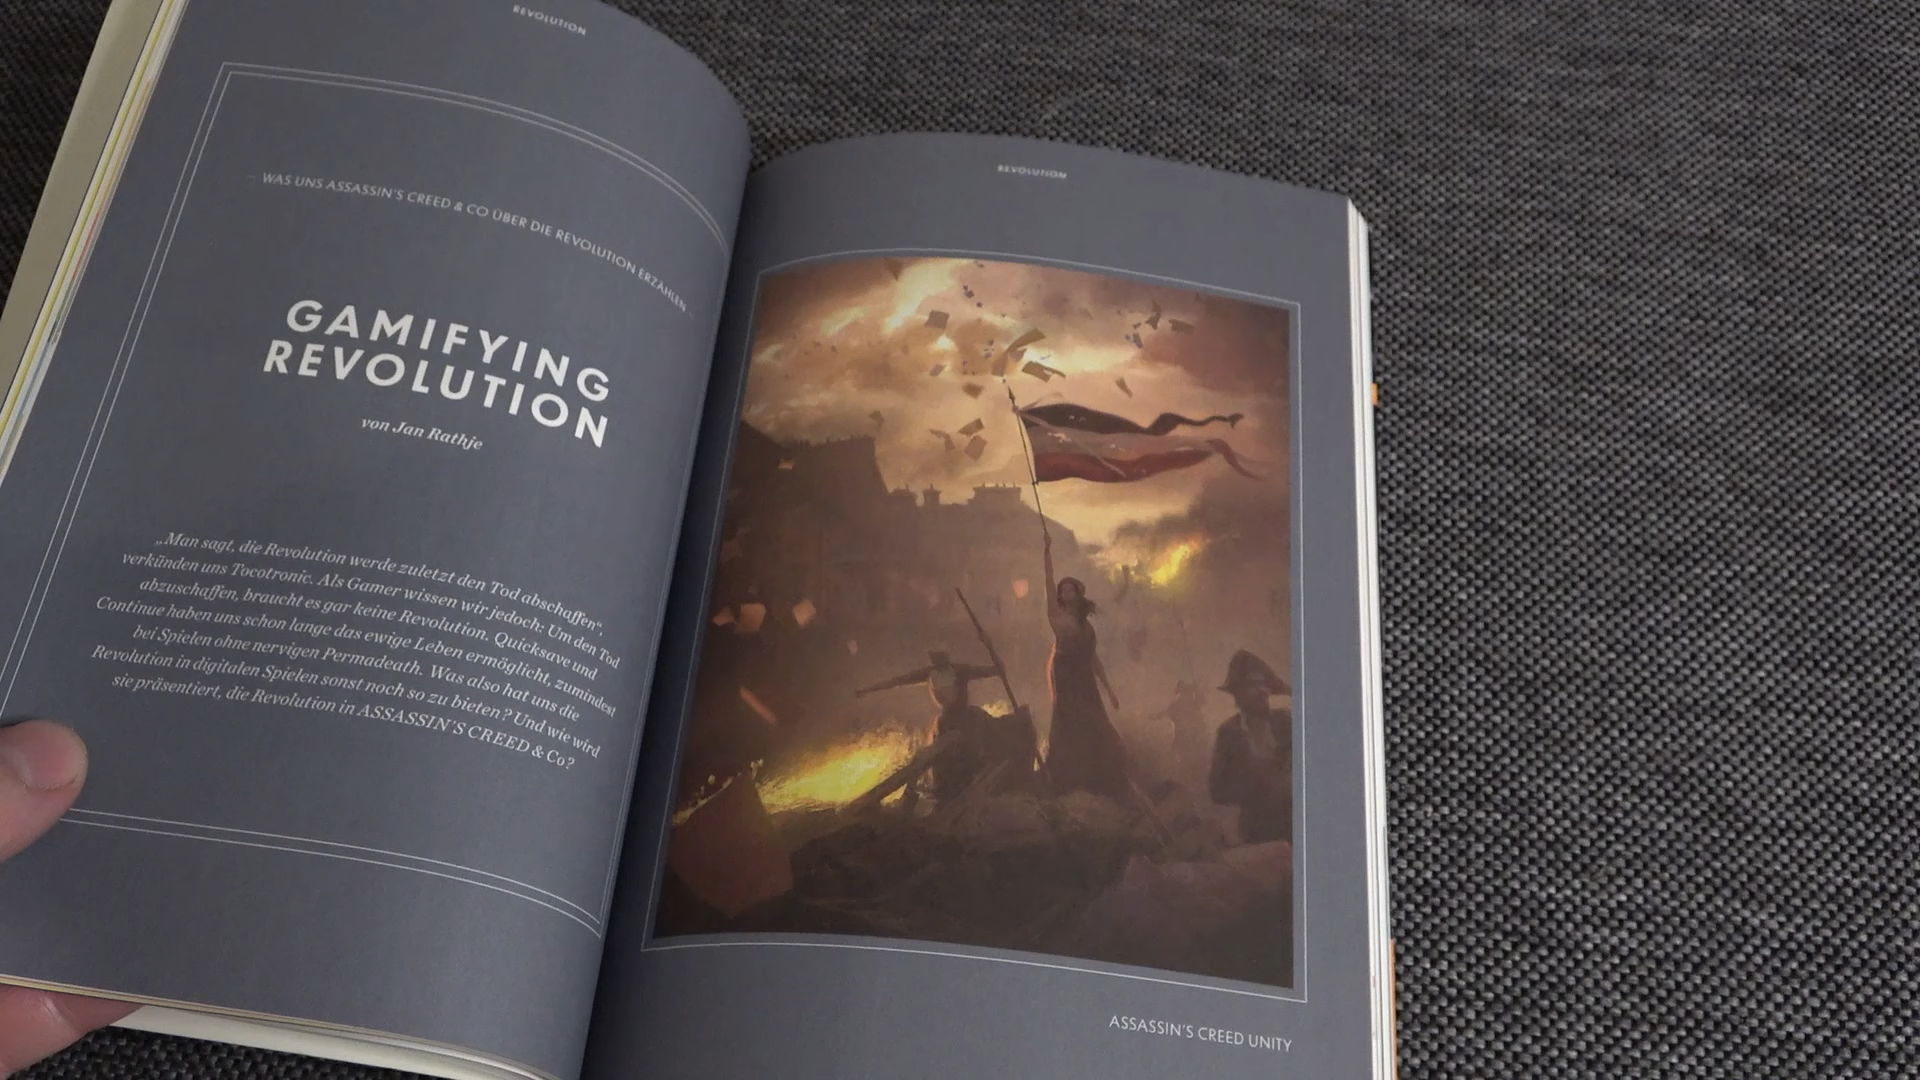 REVOLUTION
WAS UNS ASSASSIN'S CREED & CO ÜBER DIE REVOLUTION ERZÄHLEN
GAMIFYING
REVOLUTION
von Jan Rathje
„Man sagt, die Revolution werde zuletzt den Tod abschaffen“,
verkünden uns Tocotronic. Als Gamer wissen wir jedoch: Um den Tod
abzuschaffen, braucht es gar keine Revolution. Quicksave und
Continue haben uns schon lange das ewige Leben ermöglicht, zumindest
bei Spielen ohne nervigen Permadeath. Was also hat uns die
Revolution in digitalen Spielen sonst noch so zu bieten? Und wie wird
sie präsentiert, die Revolution in ASSASSIN'S CREED & Co?
REVOLUTION
ASSASSIN'S CREED UNITY